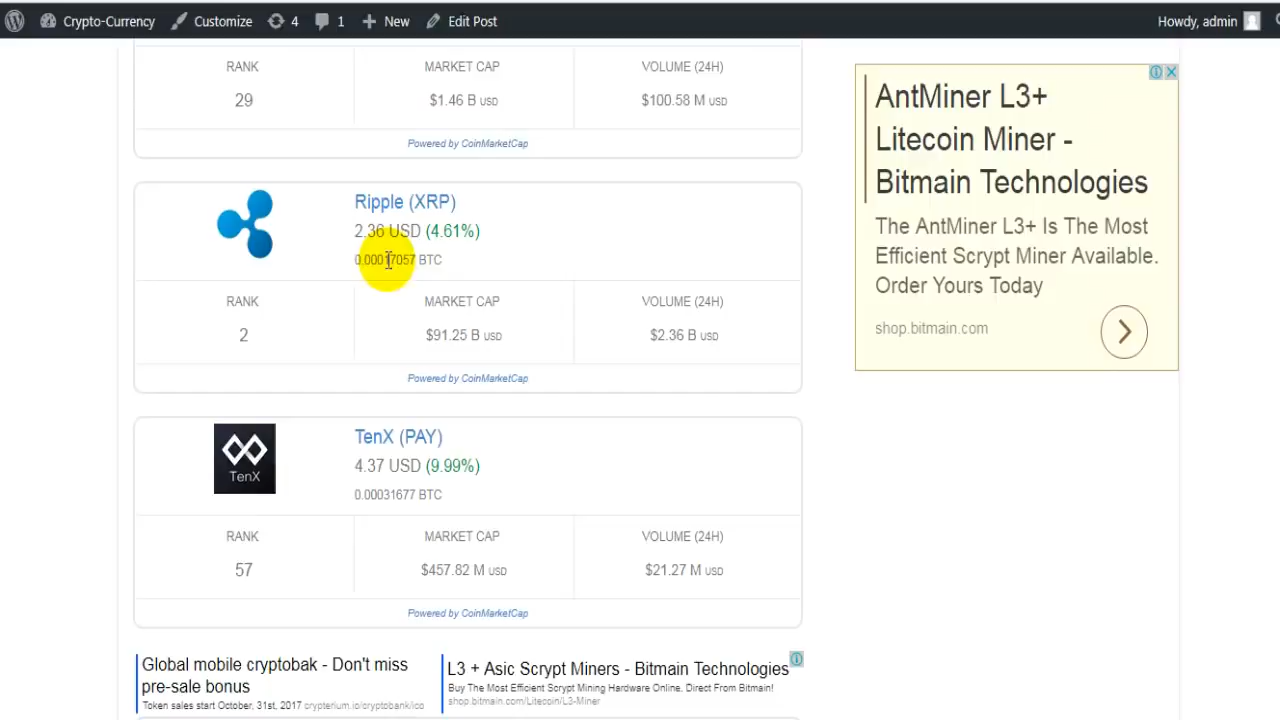 Crypto-Currency Customize 4 1 New Edit Post Howdy, admin
RANK MARKET CAP VOLUME (24H)
29 $1.46 B USD $100.58 M USD
Powered by CoinMarketCap
Ripple (XRP)
2.36 USD (4.61%)
0.00017057 BTC
RANK MARKET CAP VOLUME (24H)
2 $91.25 B USD $2.36 B USD
Powered by CoinMarketCap
TenX
TenX (PAY)
4.37 USD (9.99%)
0.00031677 BTC
RANK MARKET CAP VOLUME (24H)
57 $457.82 M USD $21.27 M USD
Powered by CoinMarketCap
Global mobile cryptobak - Don't miss
pre-sale bonus
Token sales start October, 31st, 2017 crypterium.io/cryptobank/ico
L3 + Asic Scrypt Miners - Bitmain Technologies
Buy The Most Efficient Scrypt Mining Hardware Online. Direct From Bitmain!
shop.bitmain.com/Litecoin/L3-Miner
AntMiner L3+
Litecoin Miner -
Bitmain Technologies
The AntMiner L3+ Is The Most
Efficient Scrypt Miner Available.
Order Yours Today
shop.bitmain.com